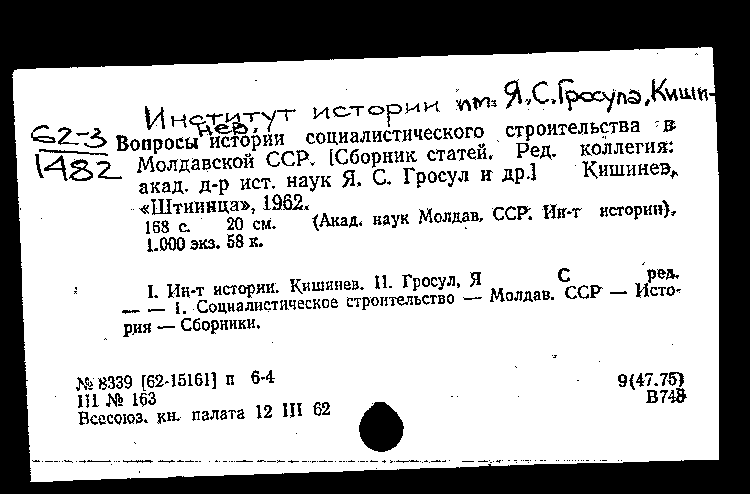 Институт истории им. Я.С.Гросула, Киши-
нев.
62-3
1482
Вопросы истории социалистического строительства в
Молдавской ССР. [Сборник статей. Ред. коллегия:
акад. д-р ист. наук Я. С. Гросул и др.] Кишинев,
«Штиинца», 1962.
168 с. 20 см. (Акад. наук Молдав. ССР. Ин-т истории).
1.000 экз. 58 к.
I. Ин-т истории. Кишинев. II. Гросул, Я С ред.
— — 1. Социалистическое строительство — Молдав. ССР — Исто-
рия — Сборники.
№ 8339 [62-15161] п 6-4
III № 163
Всесоюз. кн. палата 12 III 62
9(47.75)
В748